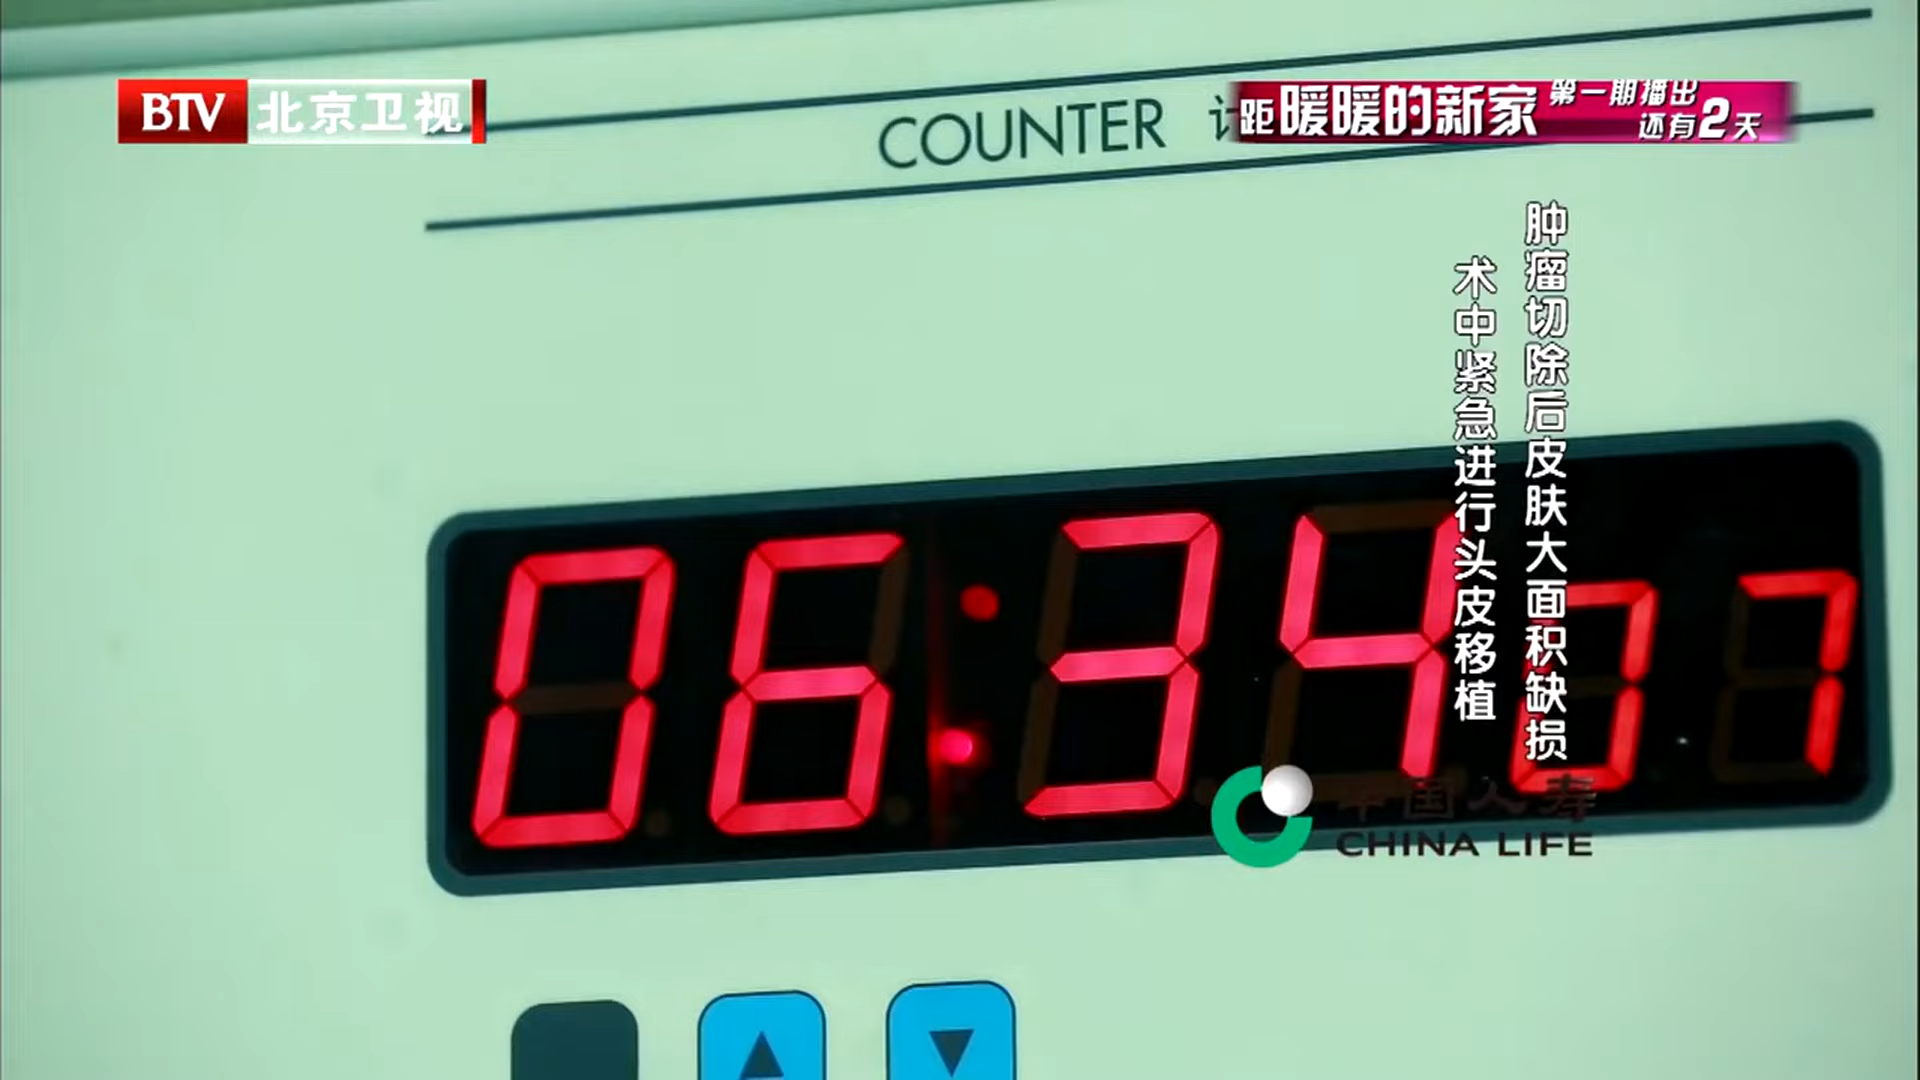 BTV 北京卫视
距暖暖的新家 第一期播出
还有2天
COUNTER
肿瘤切除后皮肤大面积缺损
术中紧急进行头皮移植
06:34
中国人寿
CHINA LIFE